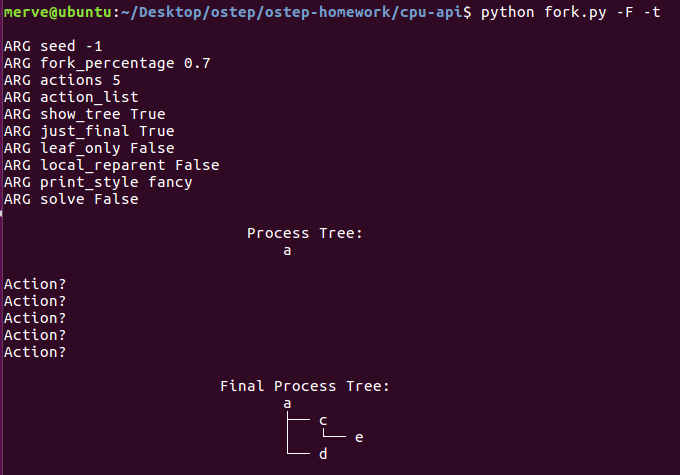 merve@ubuntu:~/Desktop/ostep/ostep-homework/cpu-api$ python fork.py -F -t
ARG seed -1
ARG fork_percentage 0.7
ARG actions 5
ARG action_list
ARG show_tree True
ARG just_final True
ARG leaf_only False
ARG local_reparent False
ARG print_style fancy
ARG solve False
Process Tree:
a
Action?
Action?
Action?
Action?
Action?
Final Process Tree:
a
├── c
│   └── e
└── d